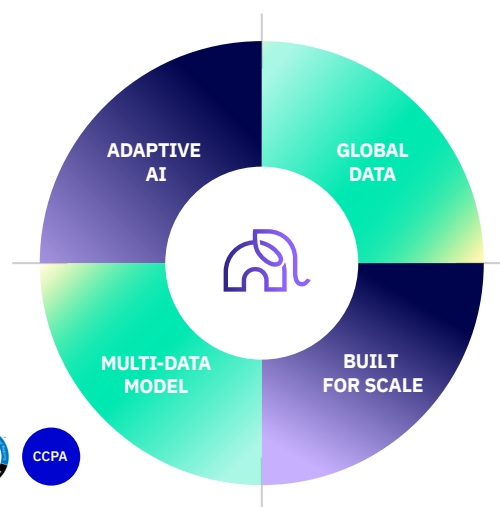 ADAPTIVE
AI
GLOBAL
DATA
MULTI-DATA
MODEL
BUILT
FOR SCALE
CCPA